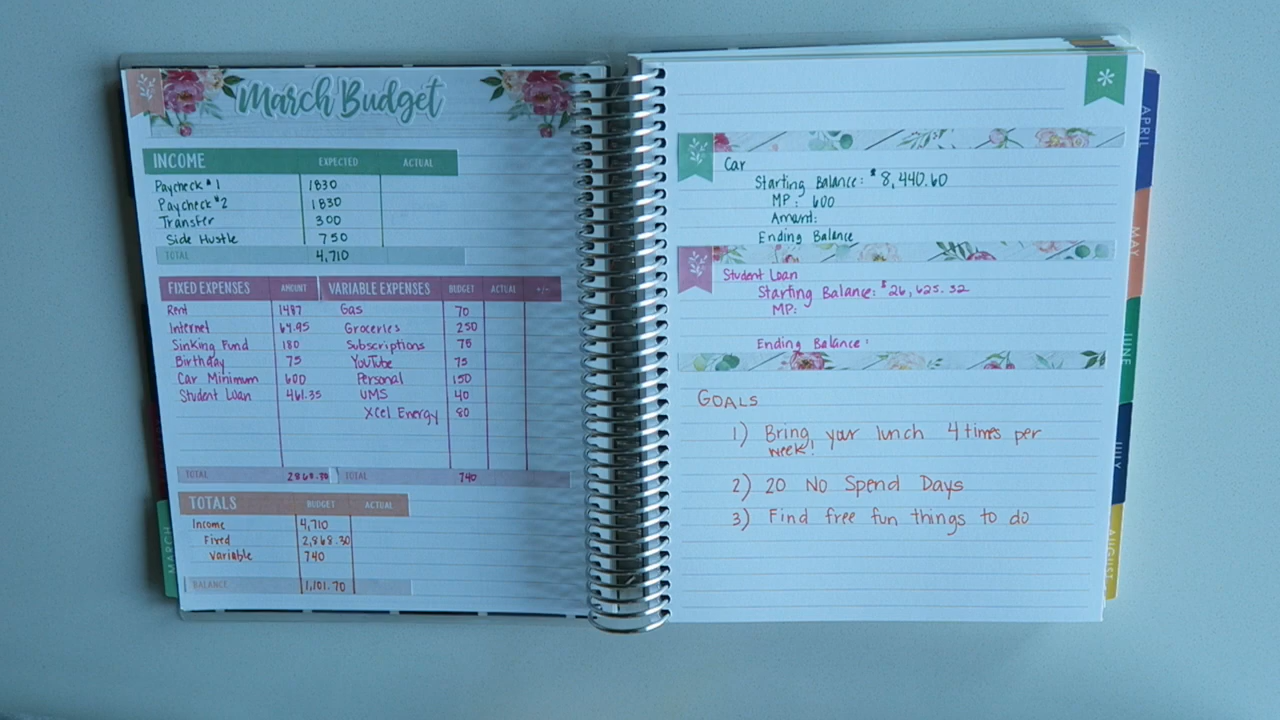 March Budget
INCOME EXPECTED ACTUAL
Paycheck #1 1830
Paycheck #2 1830
Transfer 300
Side Hustle 750
TOTAL 4,710
FIXED EXPENSES AMOUNT VARIABLE EXPENSES BUDGET ACTUAL +/-
Rent 1487 Gas 70
Internet 64.95 Groceries 250
Sinking Fund 180 Subscriptions 75
Birthday 75 YouTube 75
Car Minimum 600 Personal 150
Student Loan 461.35 UMS 40
Xcel Energy 80
TOTAL 2868.30 TOTAL 740
TOTALS BUDGET ACTUAL
Income 4,710
Fixed 2,868.30
Variable 740
BALANCE 1,101.70
MARCH
Car
Starting Balance: $8,440.60
MP: 600
Amount:
Ending Balance
Student Loan
Starting Balance: $26,625.32
MP:
Ending Balance:
GOALS
1) Bring your lunch 4 times per
week!
2) 20 No Spend Days
3) Find free fun things to do
APRIL
MAY
JUNE
JULY
AUGUST